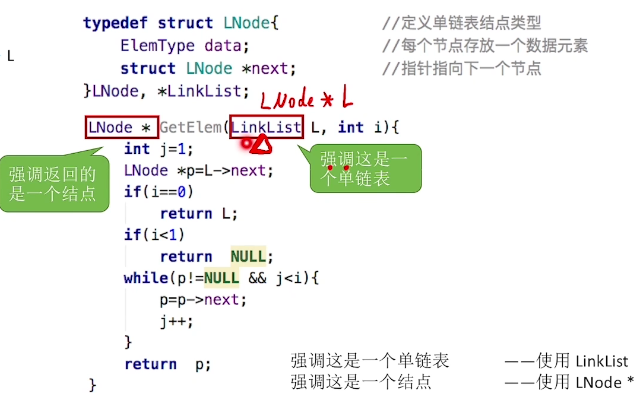 typedef struct LNode{ //定义单链表结点类型
ElemType data; //每个节点存放一个数据元素
L
struct LNode *next; //指针指向下一个节点
}LNode, *LinkList;
LNode * L
LNode * GetElem(LinkList L, int i){
int j=1;
强调返回的
是一个结点
强调这是一
个单链表
LNode *p=L->next;
if(i==0)
return L;
if(i<1)
return NULL;
while(p!=NULL && j<i){
p=p->next;
j++;
}
return p;
}
强调这是一个单链表 ——使用 LinkList
强调这是一个结点 ——使用 LNode *